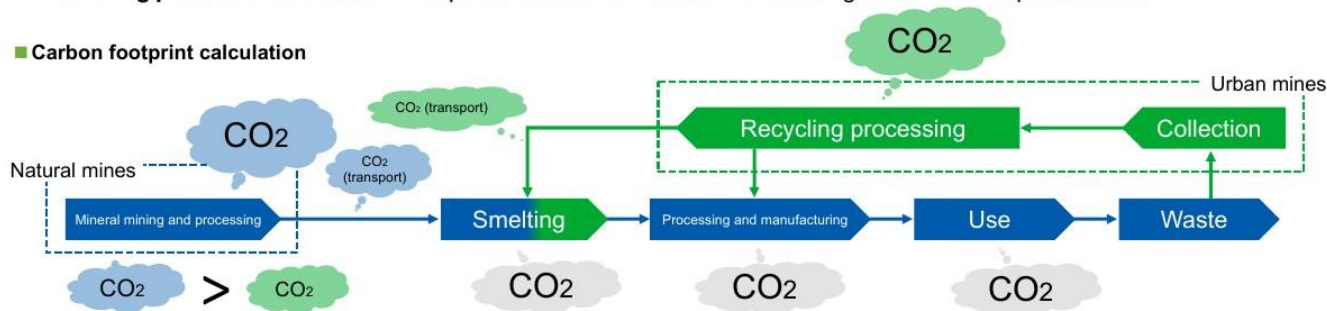 ■ Carbon footprint calculation
CO2
Urban mines
CO2 (transport)
Recycling processing
Collection
CO2
CO2
(transport)
Natural mines
Mineral mining and processing
Smelting
Processing and manufacturing
Use
Waste
CO2 > CO2
CO2
CO2
CO2